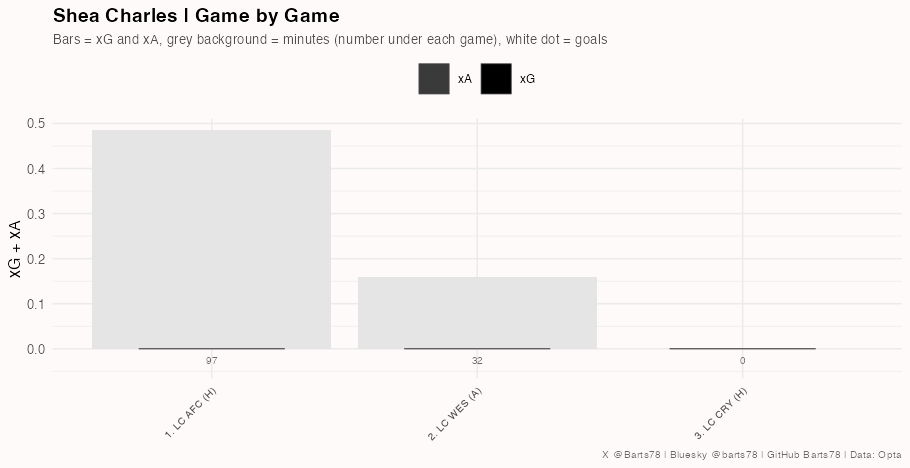 Shea Charles | Game by Game
Bars = xG and xA, grey background = minutes (number under each game), white dot = goals
xA xG
xG + xA
0.5
0.4
0.3
0.2
0.1
0.0
97 32 0
1. LC AFC (H)
2. LC WES (A)
3. LC CRY (H)
X @Barts78 | Bluesky @barts78 | GitHub Barts78 | Data: Opta